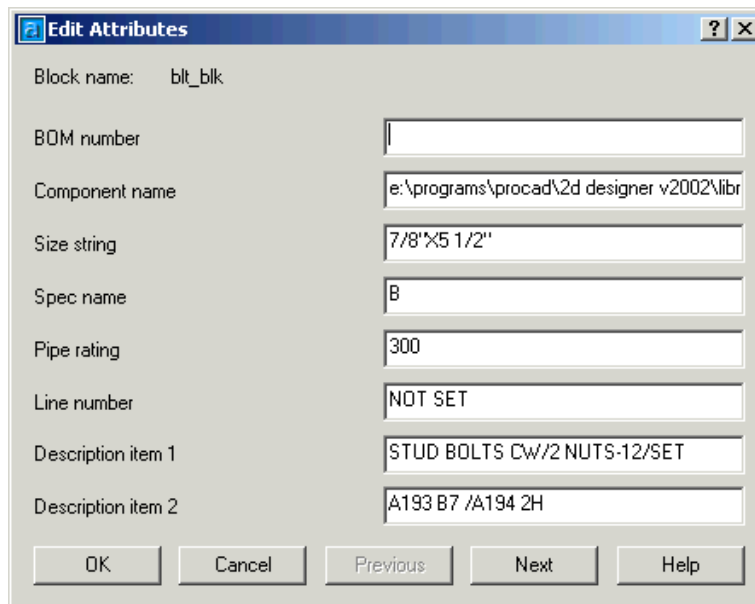 Edit Attributes
Block name: blt_blk
BOM number
Component name e:\programs\procad\2d designer v2002\libr
Size string 7/8"X5 1/2"
Spec name B
Pipe rating 300
Line number NOT SET
Description item 1 STUD BOLTS CW/2 NUTS-12/SET
Description item 2 A193 B7 /A194 2H
OK Cancel Previous Next Help